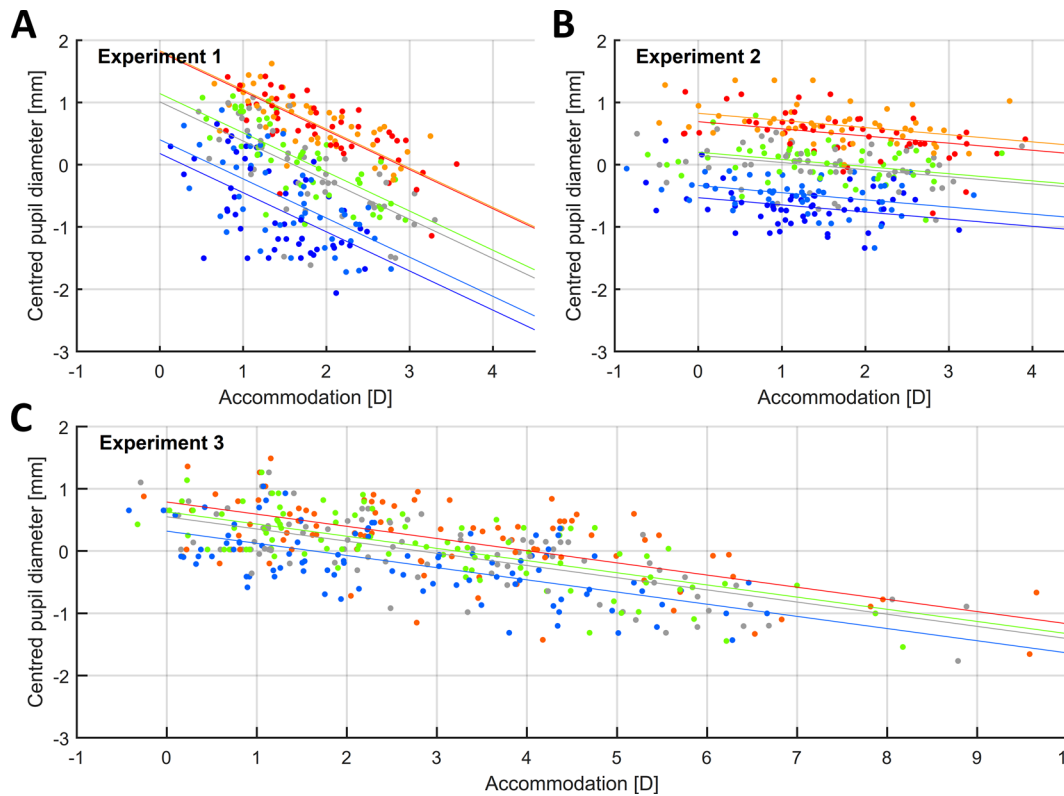 A
B
Experiment 1
Experiment 2
2
1
0
-1
-2
-3
Centred pupil diameter [mm]
-1 0 1 2 3 4
Accommodation [D]
2
1
0
-1
-2
-3
Centred pupil diameter [mm]
-1 0 1 2 3 4
Accommodation [D]
C
Experiment 3
2
1
0
-1
-2
-3
Centred pupil diameter [mm]
-1 0 1 2 3 4 5 6 7 8 9 1
Accommodation [D]